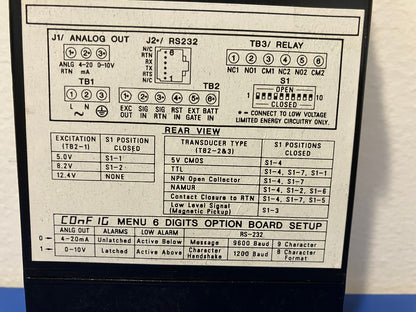 J1/ ANALOG OUT
J2*/ RS232
TB3/ RELAY
1+ 2+ 3+
N/C
RTN
RX
TX
RTS
N/C
6
1
1 2 3 4 5 6
ANLG 4-20 0-10V
RTN mA
NC1 NO1 CM1 NC2 NO2 CM2
TB1
TB2
S1
1 2 3
1 2 3 4 5 6
OPEN
1 10
CLOSED
L N
EXC SIG SIG RST EXT BATT
OUT IN RTN IN GATE IN
* - CONNECT TO LOW VOLTAGE
LIMITED ENERGY CIRCUITRY ONLY.
REAR VIEW
EXCITATION
(TB2-1)
S1 POSITION
CLOSED
5.0V S1-1
8.2V S1-2
12.4V NONE
TRANSDUCER TYPE
(TB2-2&3)
S1 POSITIONS
CLOSED
5V CMOS S1-4
TTL S1-4, S1-7, S1-1
NPN Open Collector S1-4, S1-7
NAMUR S1-4, S1-2, S1-6
Contact Closure to RTN S1-4, S1-7, S1-5
Low Level Signal
(Magnetic Pickup)
S1-3
COnF IG MENU 6 DIGITS OPTION BOARD SETUP
ANLG OUT ALARMS LOW ALARM RS-232
0 4-20mA Unlatched Active Below Message 9600 Baud 9 Character
1 0-10V Latched Active Above Character Handshake 1200 Baud 8 Character Format